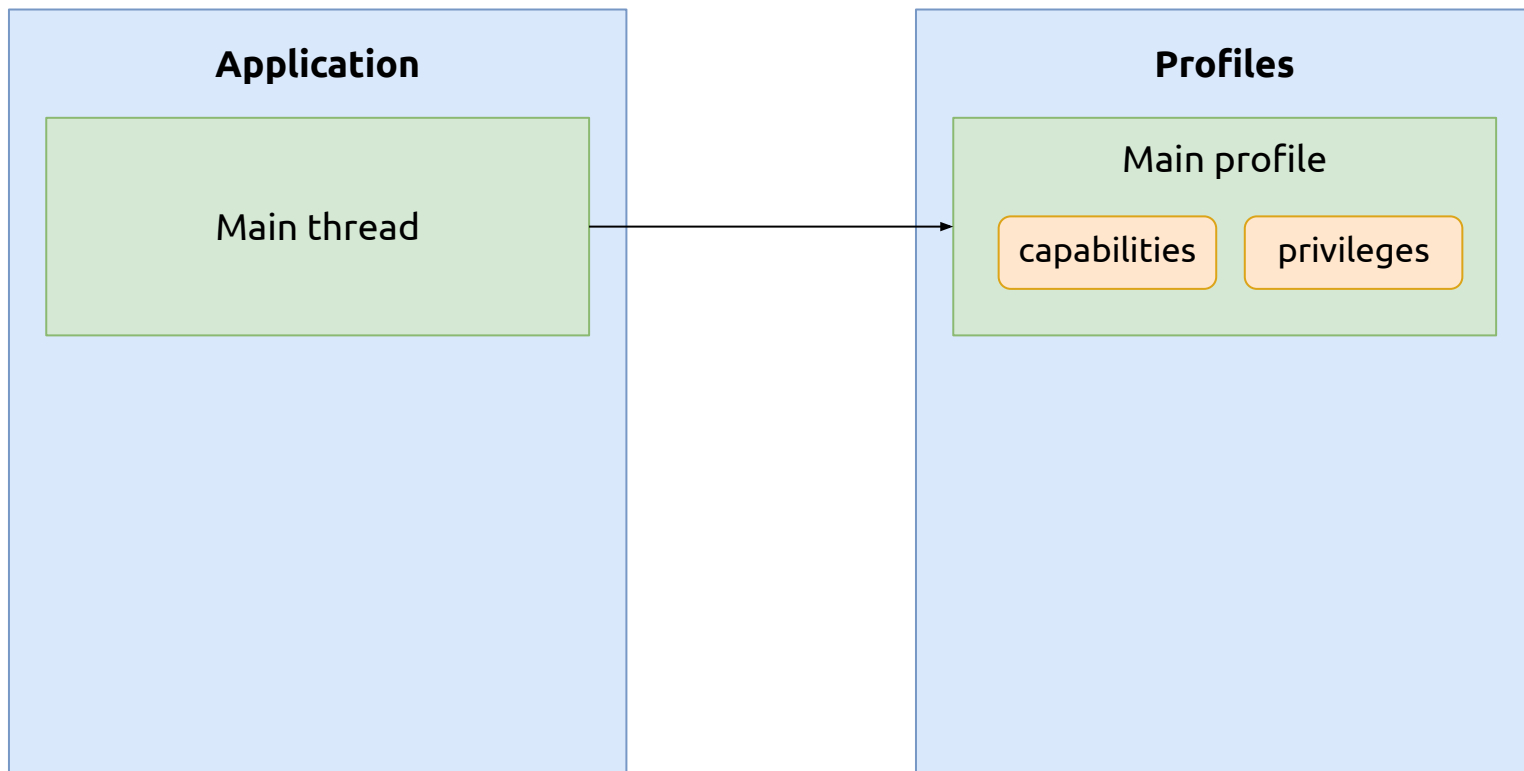 Application
Main thread
Profiles
Main profile
capabilities
privileges